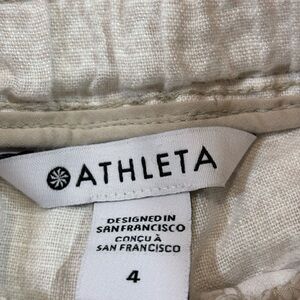 ATHLETA
DESIGNED IN
SAN FRANCISCO
CONÇU À
SAN FRANCISCO
4